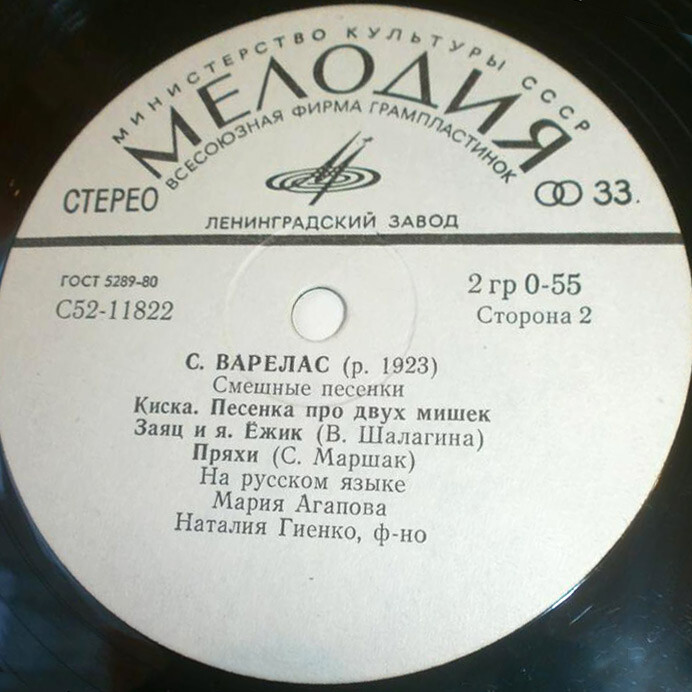 МИНИСТЕРСТВО КУЛЬТУРЫ СССР
МЕЛОДИЯ
ВСЕСОЮЗНАЯ ФИРМА ГРАМПЛАСТИНОК
СТЕРЕО
33.
ЛЕНИНГРАДСКИЙ ЗАВОД
ГОСТ 5289-80
2 гр 0-55
С52-11822
Сторона 2
С. ВАРЕЛАС (р. 1923)
Смешные песенки
Киска. Песенка про двух мишек
Заяц и я. Ёжик (В. Шалагина)
Пряхи (С. Маршак)
На русском языке
Мария Агапова
Наталия Гиенко, ф-но